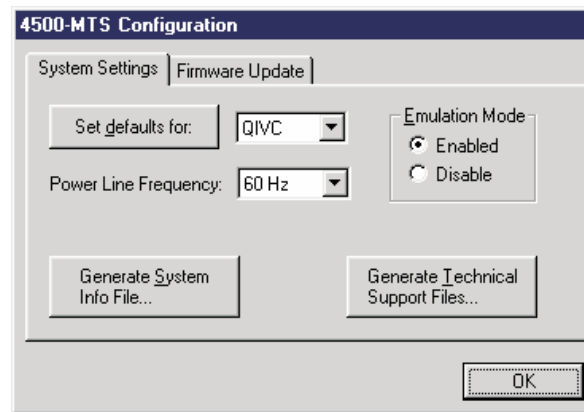 4500-MTS Configuration
System Settings
Firmware Update
Set defaults for:
QIVC
Emulation Mode
Enabled
Disable
Power Line Frequency:
60 Hz
Generate System
Info File...
Generate Technical
Support Files...
OK